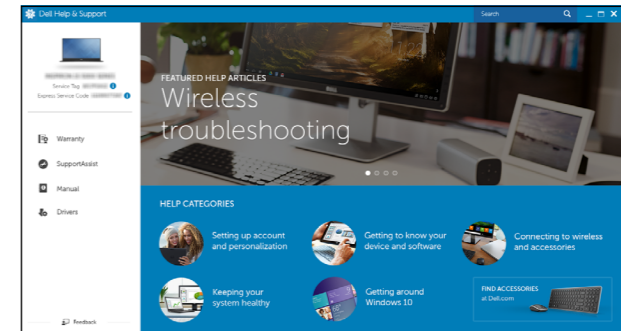 Dell Help & Support
Search
Service Tag:
Express Service Code:
Warranty
SupportAssist
Manual
Drivers
Feedback
FEATURED HELP ARTICLES
Wireless
troubleshooting
HELP CATEGORIES
Setting up account
and personalization
Getting to know your
device and software
Connecting to wireless
and accessories
Keeping your
system healthy
Getting around
Windows 10
FIND ACCESSORIES
at Dell.com